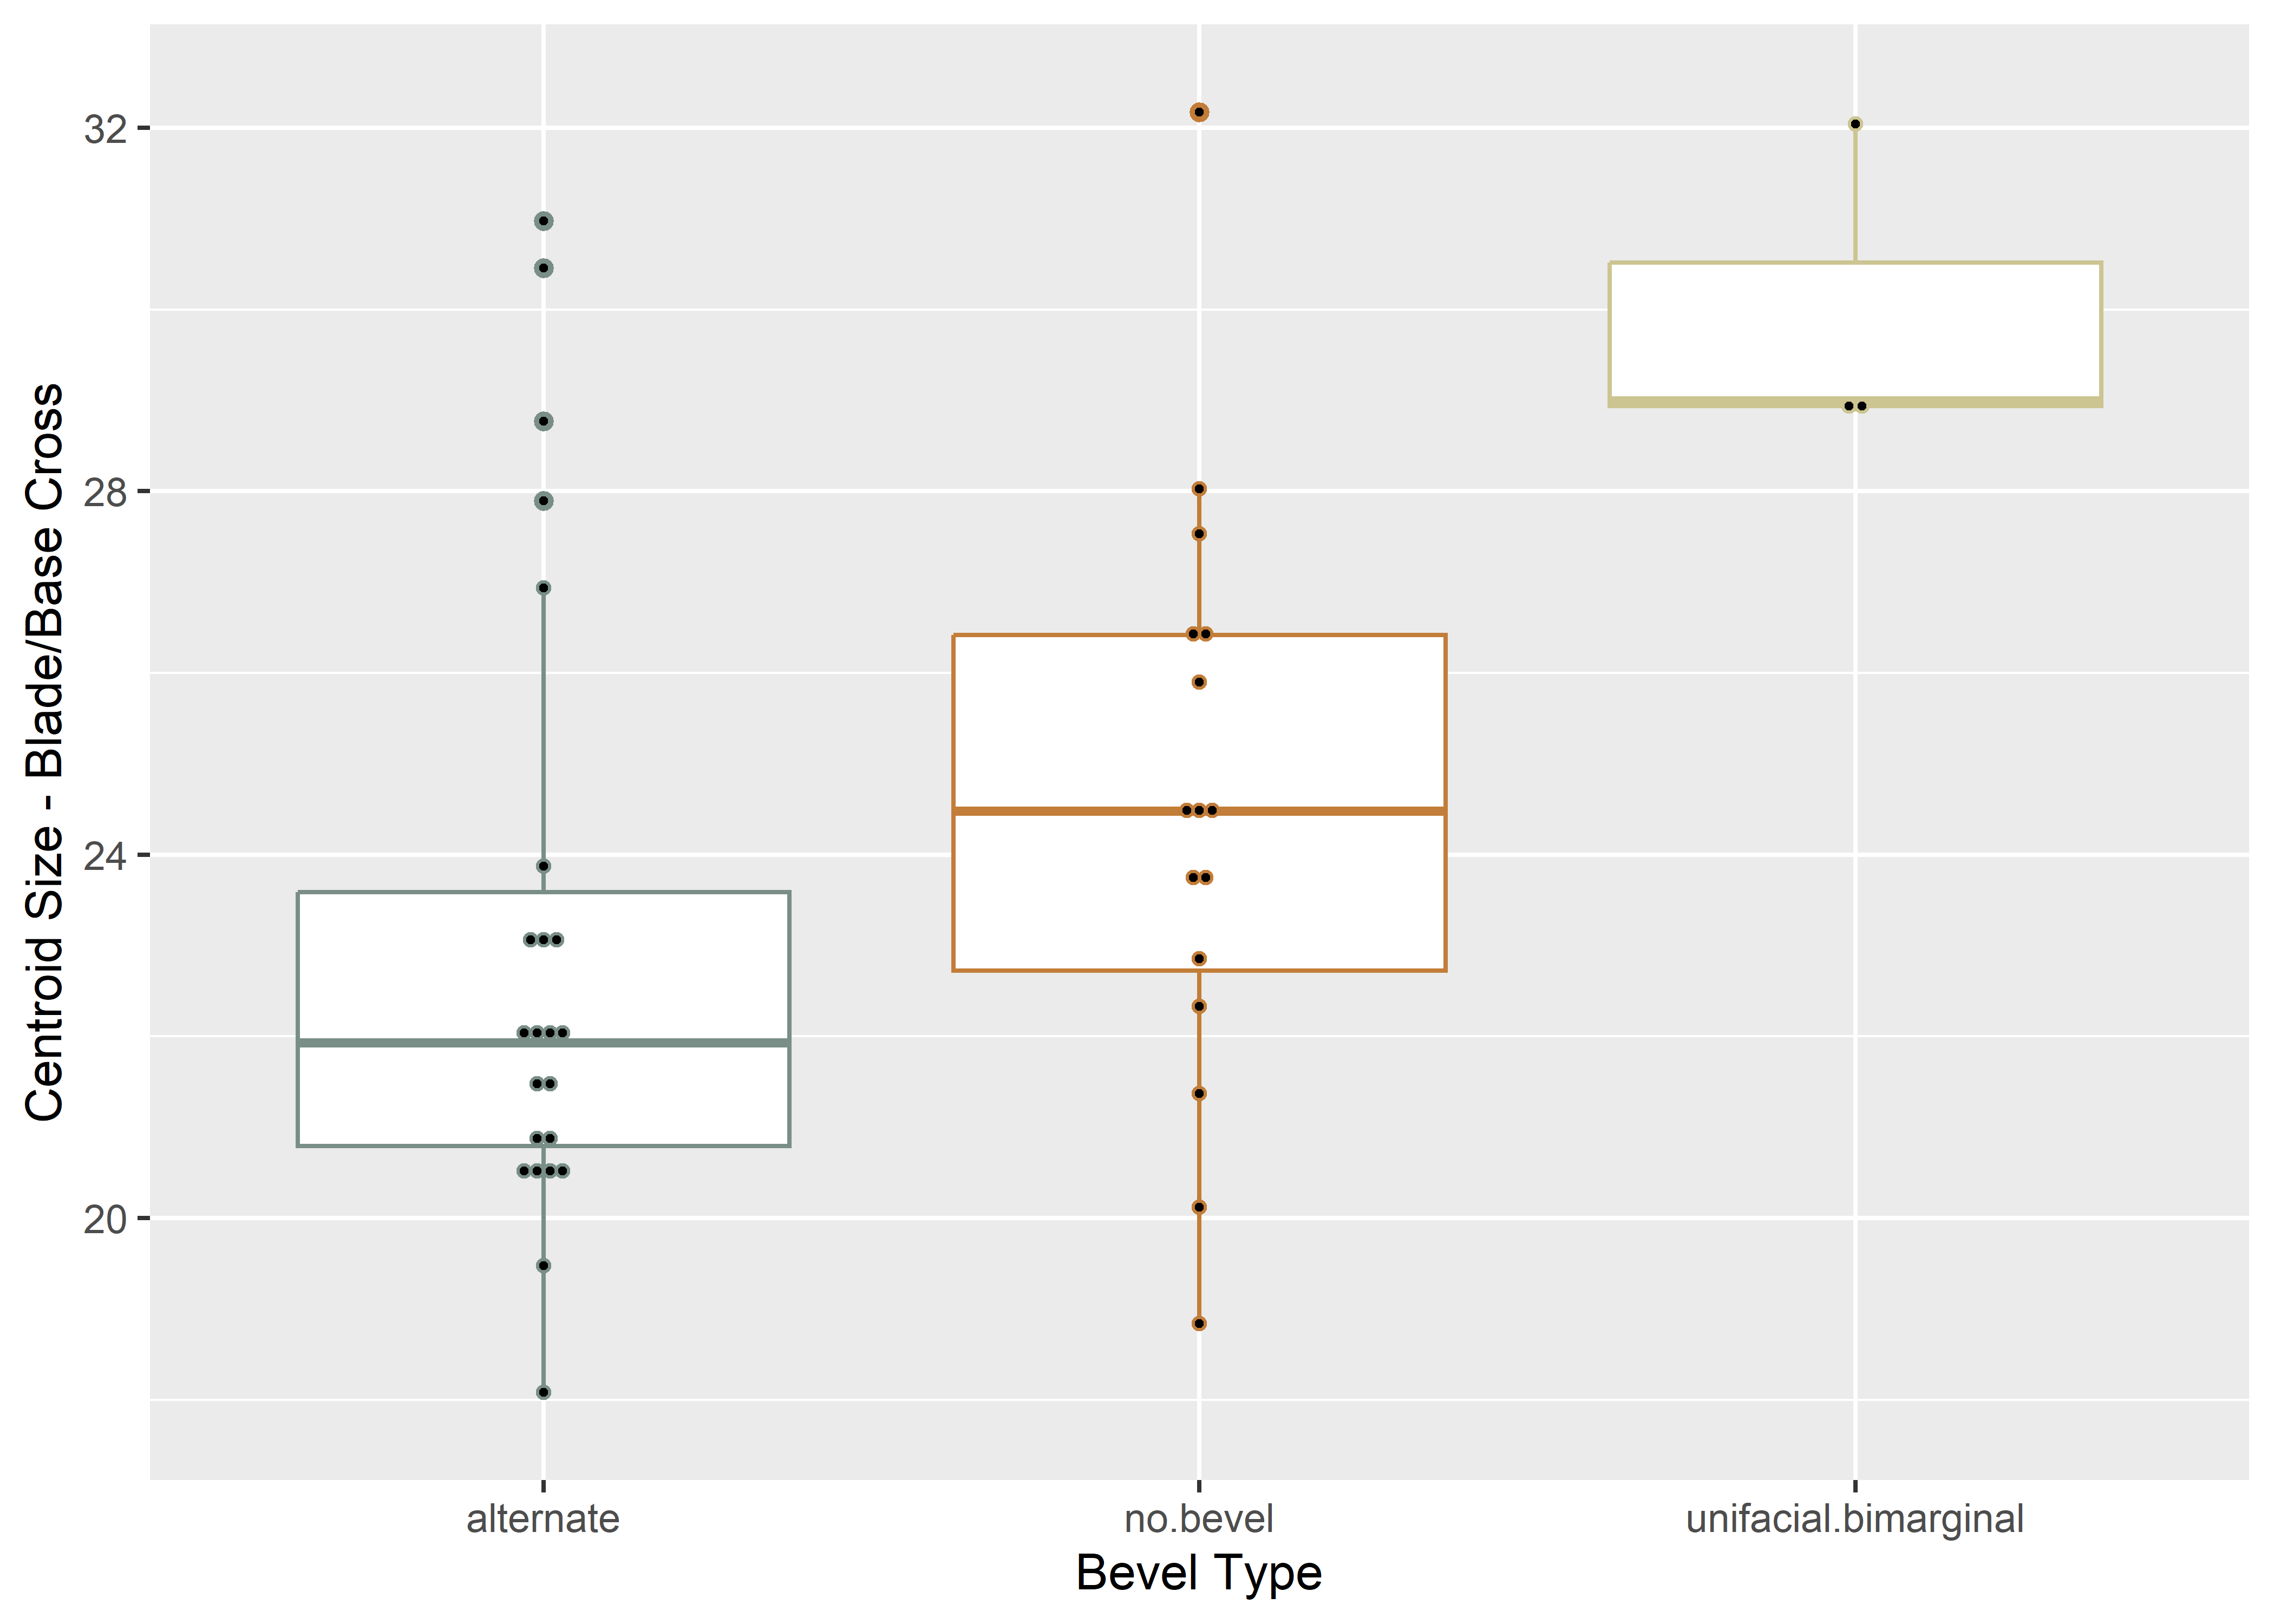 Centroid Size - Blade/Base Cross
32
28
24
20
alternate
no.bevel
unifacial.bimarginal
Bevel Type